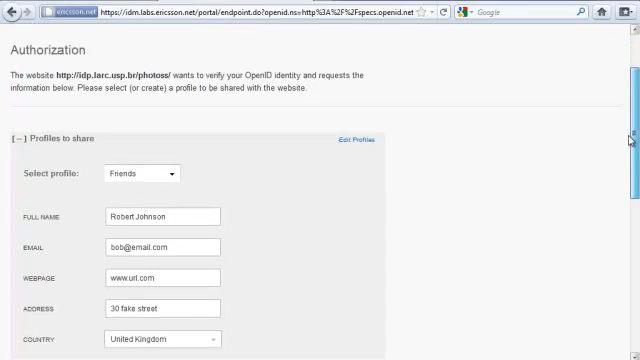 ericsson.net https://idm.labs.ericsson.net/portal/endpoint.do?openid.ns=http%3A%2F%2Fspecs.openid.net Google
Authorization
The website http://idp.larc.usp.br/photoss/ wants to verify your OpenID identity and requests the
information below. Please select (or create) a profile to be shared with the website.
[--] Profiles to share Edit Profiles
Select profile: Friends
FULL NAME Robert Johnson
EMAIL bob@email.com
WEBPAGE www.url.com
ADDRESS 30 fake street
COUNTRY United Kingdom